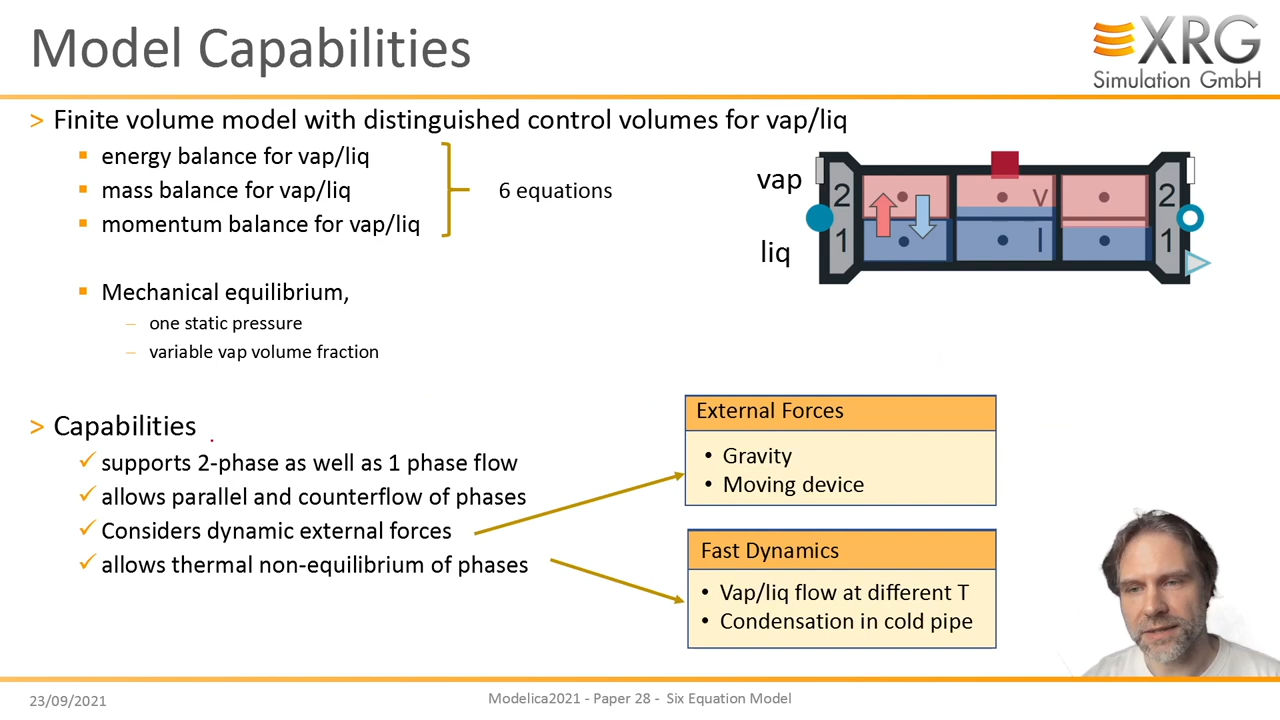 Model Capabilities
XRG
Simulation GmbH
> Finite volume model with distinguished control volumes for vap/liq
energy balance for vap/liq
mass balance for vap/liq
momentum balance for vap/liq
6 equations
vap
liq
2
1
v
l
2
1
Mechanical equilibrium,
– one static pressure
– variable vap volume fraction
> Capabilities
✓ supports 2-phase as well as 1 phase flow
✓ allows parallel and counterflow of phases
✓ Considers dynamic external forces
✓ allows thermal non-equilibrium of phases
External Forces
• Gravity
• Moving device
Fast Dynamics
• Vap/liq flow at different T
• Condensation in cold pipe
23/09/2021
Modelica2021 - Paper 28 - Six Equation Model